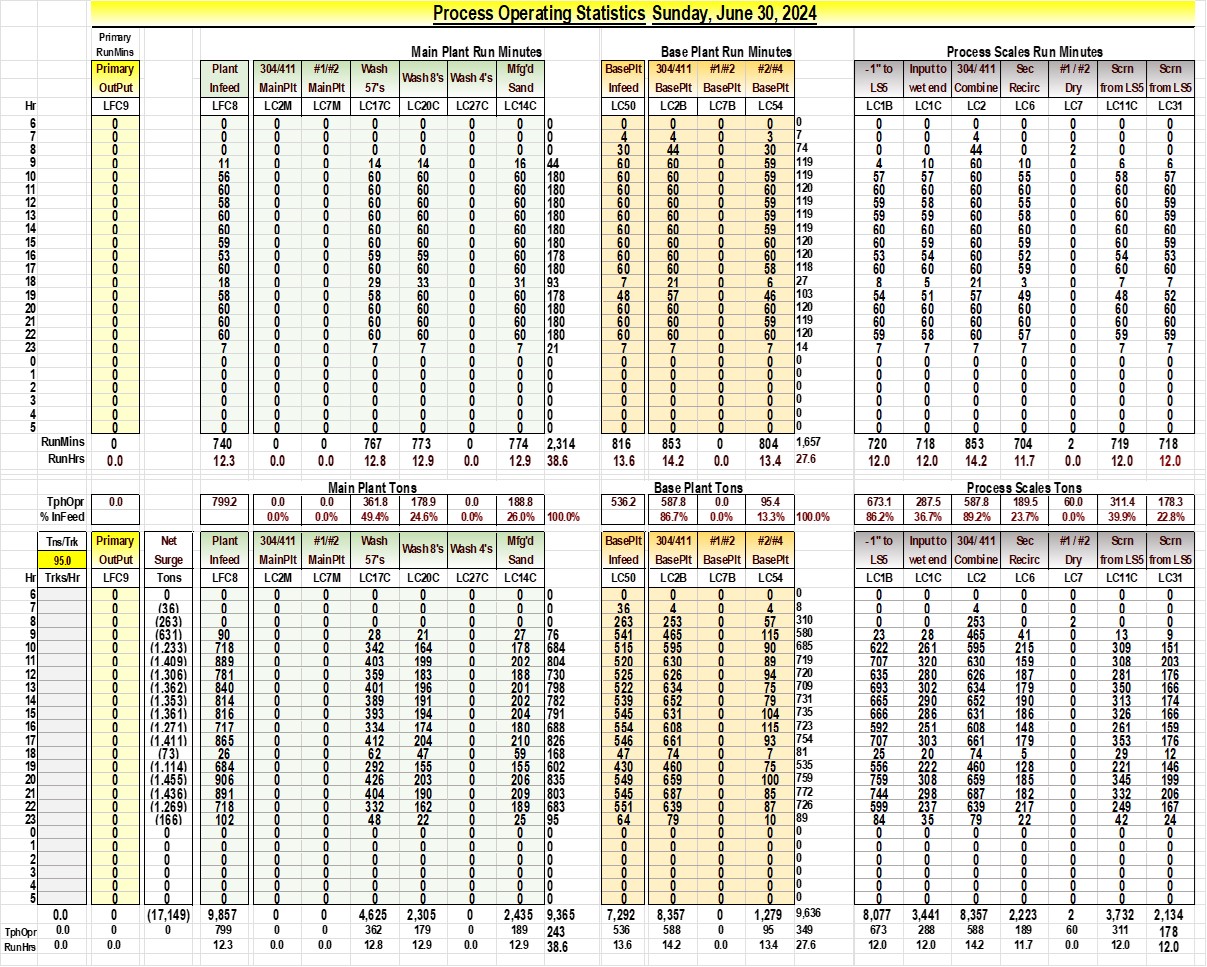 Process Operating Statistics Sunday, June 30, 2024
Primary
RunMins Main Plant Run Minutes Base Plant Run Minutes Process Scales Run Minutes
Primary Plant 304/411 #1/#2 Wash Wash 8's Wash 4's Mfg'd BasePlt 304/411 #1/#2 #2/#4 -1" to Input to 304/ 411 Sec #1 / #2 Scrn Scrn
OutPut Infeed MainPlt MainPlt 57's Sand Infeed BasePlt BasePlt BasePlt LS5 wet end Combine Recirc Dry from LS5 from LS5
Hr LFC9 LFC8 LC2M LC7M LC17C LC20C LC27C LC14C LC50 LC2B LC7B LC54 LC1B LC1C LC2 LC6 LC7 LC11C LC31
6 0 0 0 0 0 0 0 0 0 0 0 0 0 0 0 0 0 0 0 0 0
7 0 0 0 0 0 0 0 0 0 4 4 0 3 7 0 0 4 0 0 0 0
8 0 0 0 0 0 0 0 0 0 30 44 0 30 74 0 0 44 0 2 0 0
9 0 11 0 0 14 14 0 16 44 60 60 0 59 119 4 10 60 10 0 6 6
10 0 56 0 0 60 60 0 60 180 60 60 0 59 119 57 57 60 55 0 58 57
11 0 60 0 0 60 60 0 60 180 60 60 0 60 120 60 60 60 60 0 60 60
12 0 58 0 0 60 60 0 60 180 60 60 0 59 119 59 58 60 55 0 60 59
13 0 60 0 0 60 60 0 60 180 60 60 0 59 119 59 59 60 58 0 60 59
14 0 60 0 0 60 60 0 60 180 60 60 0 59 119 60 60 60 60 0 60 60
15 0 59 0 0 60 60 0 60 180 60 60 0 60 120 60 59 60 59 0 60 59
16 0 53 0 0 59 59 0 60 178 60 60 0 60 120 53 54 60 52 0 54 53
17 0 60 0 0 60 60 0 60 180 60 60 0 58 118 60 60 60 59 0 60 60
18 0 18 0 0 29 33 0 31 93 7 21 0 6 27 8 5 21 3 0 7 7
19 0 58 0 0 58 60 0 60 178 48 57 0 46 103 54 51 57 49 0 48 52
20 0 60 0 0 60 60 0 60 180 60 60 0 60 120 60 60 60 60 0 60 60
21 0 60 0 0 60 60 0 60 180 60 60 0 59 119 60 60 60 60 0 60 60
22 0 60 0 0 60 60 0 60 180 60 60 0 60 120 59 58 60 57 0 59 59
23 0 7 0 0 7 7 0 7 21 7 7 0 7 14 7 7 7 7 0 7 7
0 0 0 0 0 0 0 0 0 0 0 0 0 0 0 0 0 0 0 0 0 0
1 0 0 0 0 0 0 0 0 0 0 0 0 0 0 0 0 0 0 0 0 0
2 0 0 0 0 0 0 0 0 0 0 0 0 0 0 0 0 0 0 0 0 0
3 0 0 0 0 0 0 0 0 0 0 0 0 0 0 0 0 0 0 0 0 0
4 0 0 0 0 0 0 0 0 0 0 0 0 0 0 0 0 0 0 0 0 0
5 0 0 0 0 0 0 0 0 0 0 0 0 0 0 0 0 0 0 0 0 0
RunMins 0 740 0 0 767 773 0 774 2,314 816 853 0 804 1,657 720 718 853 704 2 719 718
RunHrs 0.0 12.3 0.0 0.0 12.8 12.9 0.0 12.9 38.6 13.6 14.2 0.0 13.4 27.6 12.0 12.0 14.2 11.7 0.0 12.0 12.0
Main Plant Tons Base Plant Tons Process Scales Tons
TphOpr 0.0 799.2 0.0 0.0 361.8 178.9 0.0 188.8 536.2 587.8 0.0 95.4 673.1 287.5 587.8 189.5 60.0 311.4 178.3
% InFeed 0.0% 0.0% 49.4% 24.6% 0.0% 26.0% 100.0% 86.7% 0.0% 13.3% 100.0% 86.2% 36.7% 89.2% 23.7% 0.0% 39.9% 22.8%
Tns/Trk Primary Net Plant 304/411 #1/#2 Wash Wash 8's Wash 4's Mfg'd BasePlt 304/411 #1/#2 #2/#4 -1" to Input to 304/ 411 Sec #1 / #2 Scrn Scrn
95.0 OutPut Surge Infeed MainPlt MainPlt 57's Sand Infeed BasePlt BasePlt BasePlt LS5 wet end Combine Recirc Dry from LS5 from LS5
Hr Trks/Hr LFC9 Tons LFC8 LC2M LC7M LC17C LC20C LC27C LC14C LC50 LC2B LC7B LC54 LC1B LC1C LC2 LC6 LC7 LC11C LC31
6 0 0 0 0 0 0 0 0 0 0 0 0 0 0 0 0 0 0 0 0 0 0
7 0 (36) 0 0 0 0 0 0 0 0 36 4 0 4 8 0 0 4 0 0 0 0
8 0 (263) 0 0 0 0 0 0 0 0 263 253 0 57 310 0 0 253 0 2 0 0
9 0 (631) 90 0 0 28 21 0 27 76 541 465 0 115 580 23 28 465 41 0 13 9
10 0 (1,233) 718 0 0 342 164 0 178 684 515 595 0 90 685 622 261 595 215 0 309 151
11 0 (1,409) 889 0 0 403 199 0 202 804 520 630 0 89 719 707 320 630 159 0 308 203
12 0 (1,306) 781 0 0 359 183 0 188 730 525 626 0 94 720 635 280 626 187 0 281 176
13 0 (1,362) 840 0 0 401 196 0 201 798 522 634 0 75 709 693 302 634 179 0 350 166
14 0 (1,353) 814 0 0 389 191 0 202 782 539 652 0 79 731 665 290 652 190 0 313 174
15 0 (1,361) 816 0 0 393 194 0 204 791 545 631 0 104 735 666 286 631 186 0 326 166
16 0 (1,271) 717 0 0 334 174 0 180 688 554 608 0 115 723 592 251 608 148 0 261 159
17 0 (1,411) 865 0 0 412 204 0 210 826 546 661 0 93 754 707 303 661 179 0 353 176
18 0 (73) 26 0 0 62 47 0 59 168 47 74 0 7 81 25 20 74 5 0 29 12
19 0 (1,114) 684 0 0 292 155 0 155 602 430 460 0 75 535 556 222 460 128 0 221 146
20 0 (1,455) 906 0 0 426 203 0 206 835 549 659 0 100 759 759 308 659 185 0 345 199
21 0 (1,436) 891 0 0 404 190 0 209 803 545 687 0 85 772 744 298 687 182 0 332 206
22 0 (1,269) 718 0 0 332 162 0 189 683 551 639 0 87 726 599 237 639 217 0 249 167
23 0 (166) 102 0 0 48 22 0 25 95 64 79 0 10 89 84 35 79 22 0 42 24
0 0 0 0 0 0 0 0 0 0 0 0 0 0 0 0 0 0 0 0 0 0 0
1 0 0 0 0 0 0 0 0 0 0 0 0 0 0 0 0 0 0 0 0 0 0
2 0 0 0 0 0 0 0 0 0 0 0 0 0 0 0 0 0 0 0 0 0 0
3 0 0 0 0 0 0 0 0 0 0 0 0 0 0 0 0 0 0 0 0 0 0
4 0 0 0 0 0 0 0 0 0 0 0 0 0 0 0 0 0 0 0 0 0 0
5 0 0 0 0 0 0 0 0 0 0 0 0 0 0 0 0 0 0 0 0 0 0
0.0 0 (17,149) 9,857 0 0 4,625 2,305 0 2,435 9,365 7,292 8,357 0 1,279 9,636 8,077 3,441 8,357 2,223 2 3,732 2,134
TphOpr 0.0 0 0 799 362 179 189 243 536 588 0 95 349 673 288 588 189 60 311 178
RunHrs 0.0 0.0 12.3 0.0 0.0 12.8 12.9 0.0 12.9 38.6 13.6 14.2 0.0 13.4 27.6 12.0 12.0 14.2 11.7 0.0 12.0 12.0